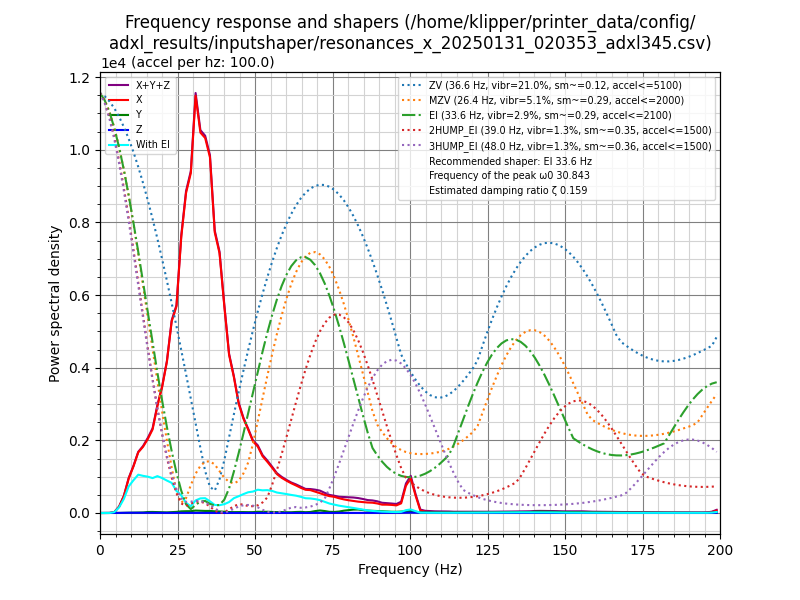 Frequency response and shapers (/home/klipper/printer_data/config/
adxl_results/inputshaper/resonances_x_20250131_020353_adxl345.csv)
1e4 (accel per hz: 100.0)
X+Y+Z
X
Y
Z
With EI
ZV (36.6 Hz, vibr=21.0%, sm~=0.12, accel<=5100)
MZV (26.4 Hz, vibr=5.1%, sm~=0.29, accel<=2000)
EI (33.6 Hz, vibr=2.9%, sm~=0.29, accel<=2100)
2HUMP_EI (39.0 Hz, vibr=1.3%, sm~=0.35, accel<=1500)
3HUMP_EI (48.0 Hz, vibr=1.3%, sm~=0.36, accel<=1500)
Recommended shaper: EI 33.6 Hz
Frequency of the peak ω0 30.843
Estimated damping ratio ζ 0.159
1.2
1.0
0.8
0.6
0.4
0.2
0.0
Power spectral density
0
25
50
75
100
125
150
175
200
Frequency (Hz)